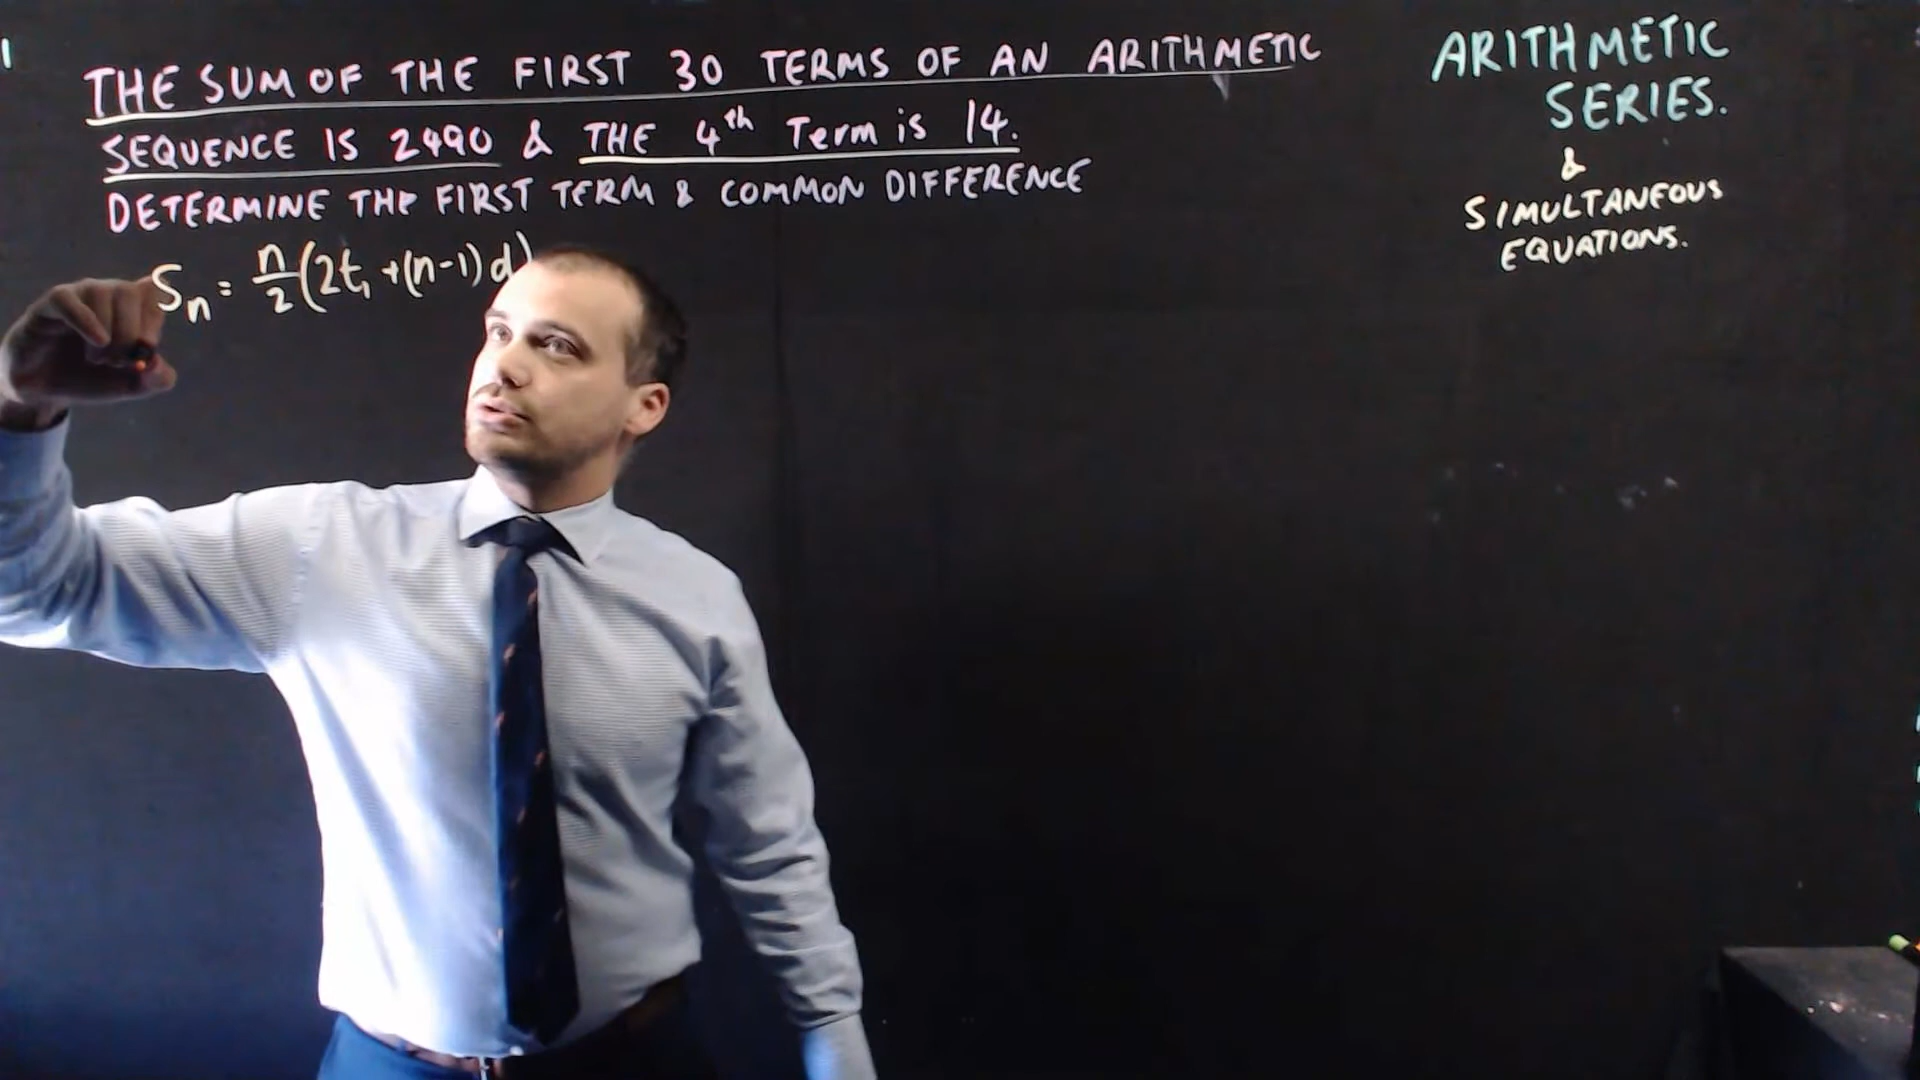 THE SUM OF THE FIRST 30 TERMS OF AN ARITHMETIC
SEQUENCE IS 2490 & THE 4th Term is 14.
DETERMINE THE FIRST TERM & COMMON DIFFERENCE
Sn = n/2 (2t1 + (n-1) d)
ARITHMETIC
SERIES.
&
SIMULTANEOUS
EQUATIONS.